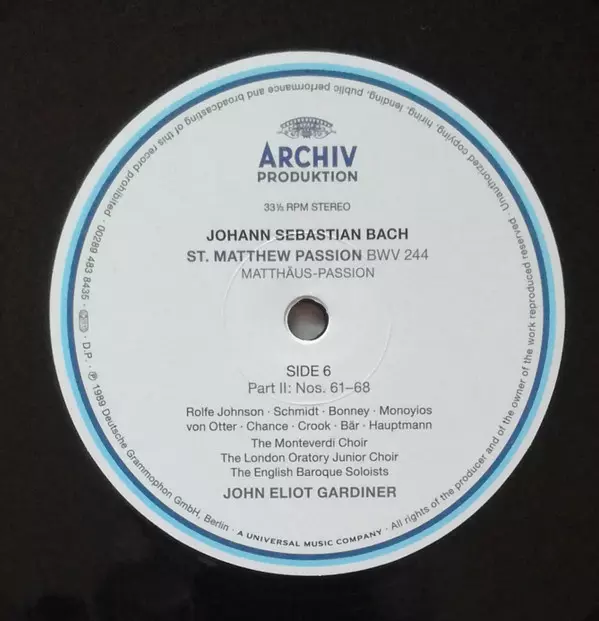 ARCHIV
PRODUKTION
33⅓ RPM STEREO
JOHANN SEBASTIAN BACH
ST. MATTHEW PASSION BWV 244
MATTHÄUS-PASSION
SIDE 6
Part II: Nos. 61–68
Rolfe Johnson · Schmidt · Bonney · Monoyios
von Otter · Chance · Crook · Bär · Hauptmann
The Monteverdi Choir
The London Oratory Junior Choir
The English Baroque Soloists
JOHN ELIOT GARDINER
D.P. · ℗ 1989 Deutsche Grammophon GmbH, Berlin · A UNIVERSAL MUSIC COMPANY · All rights of the producer and of the owner of the work reproduced reserved · Unauthorized copying, hiring, lending, public performance and broadcasting of this record prohibited · 00289 483 8435 ·